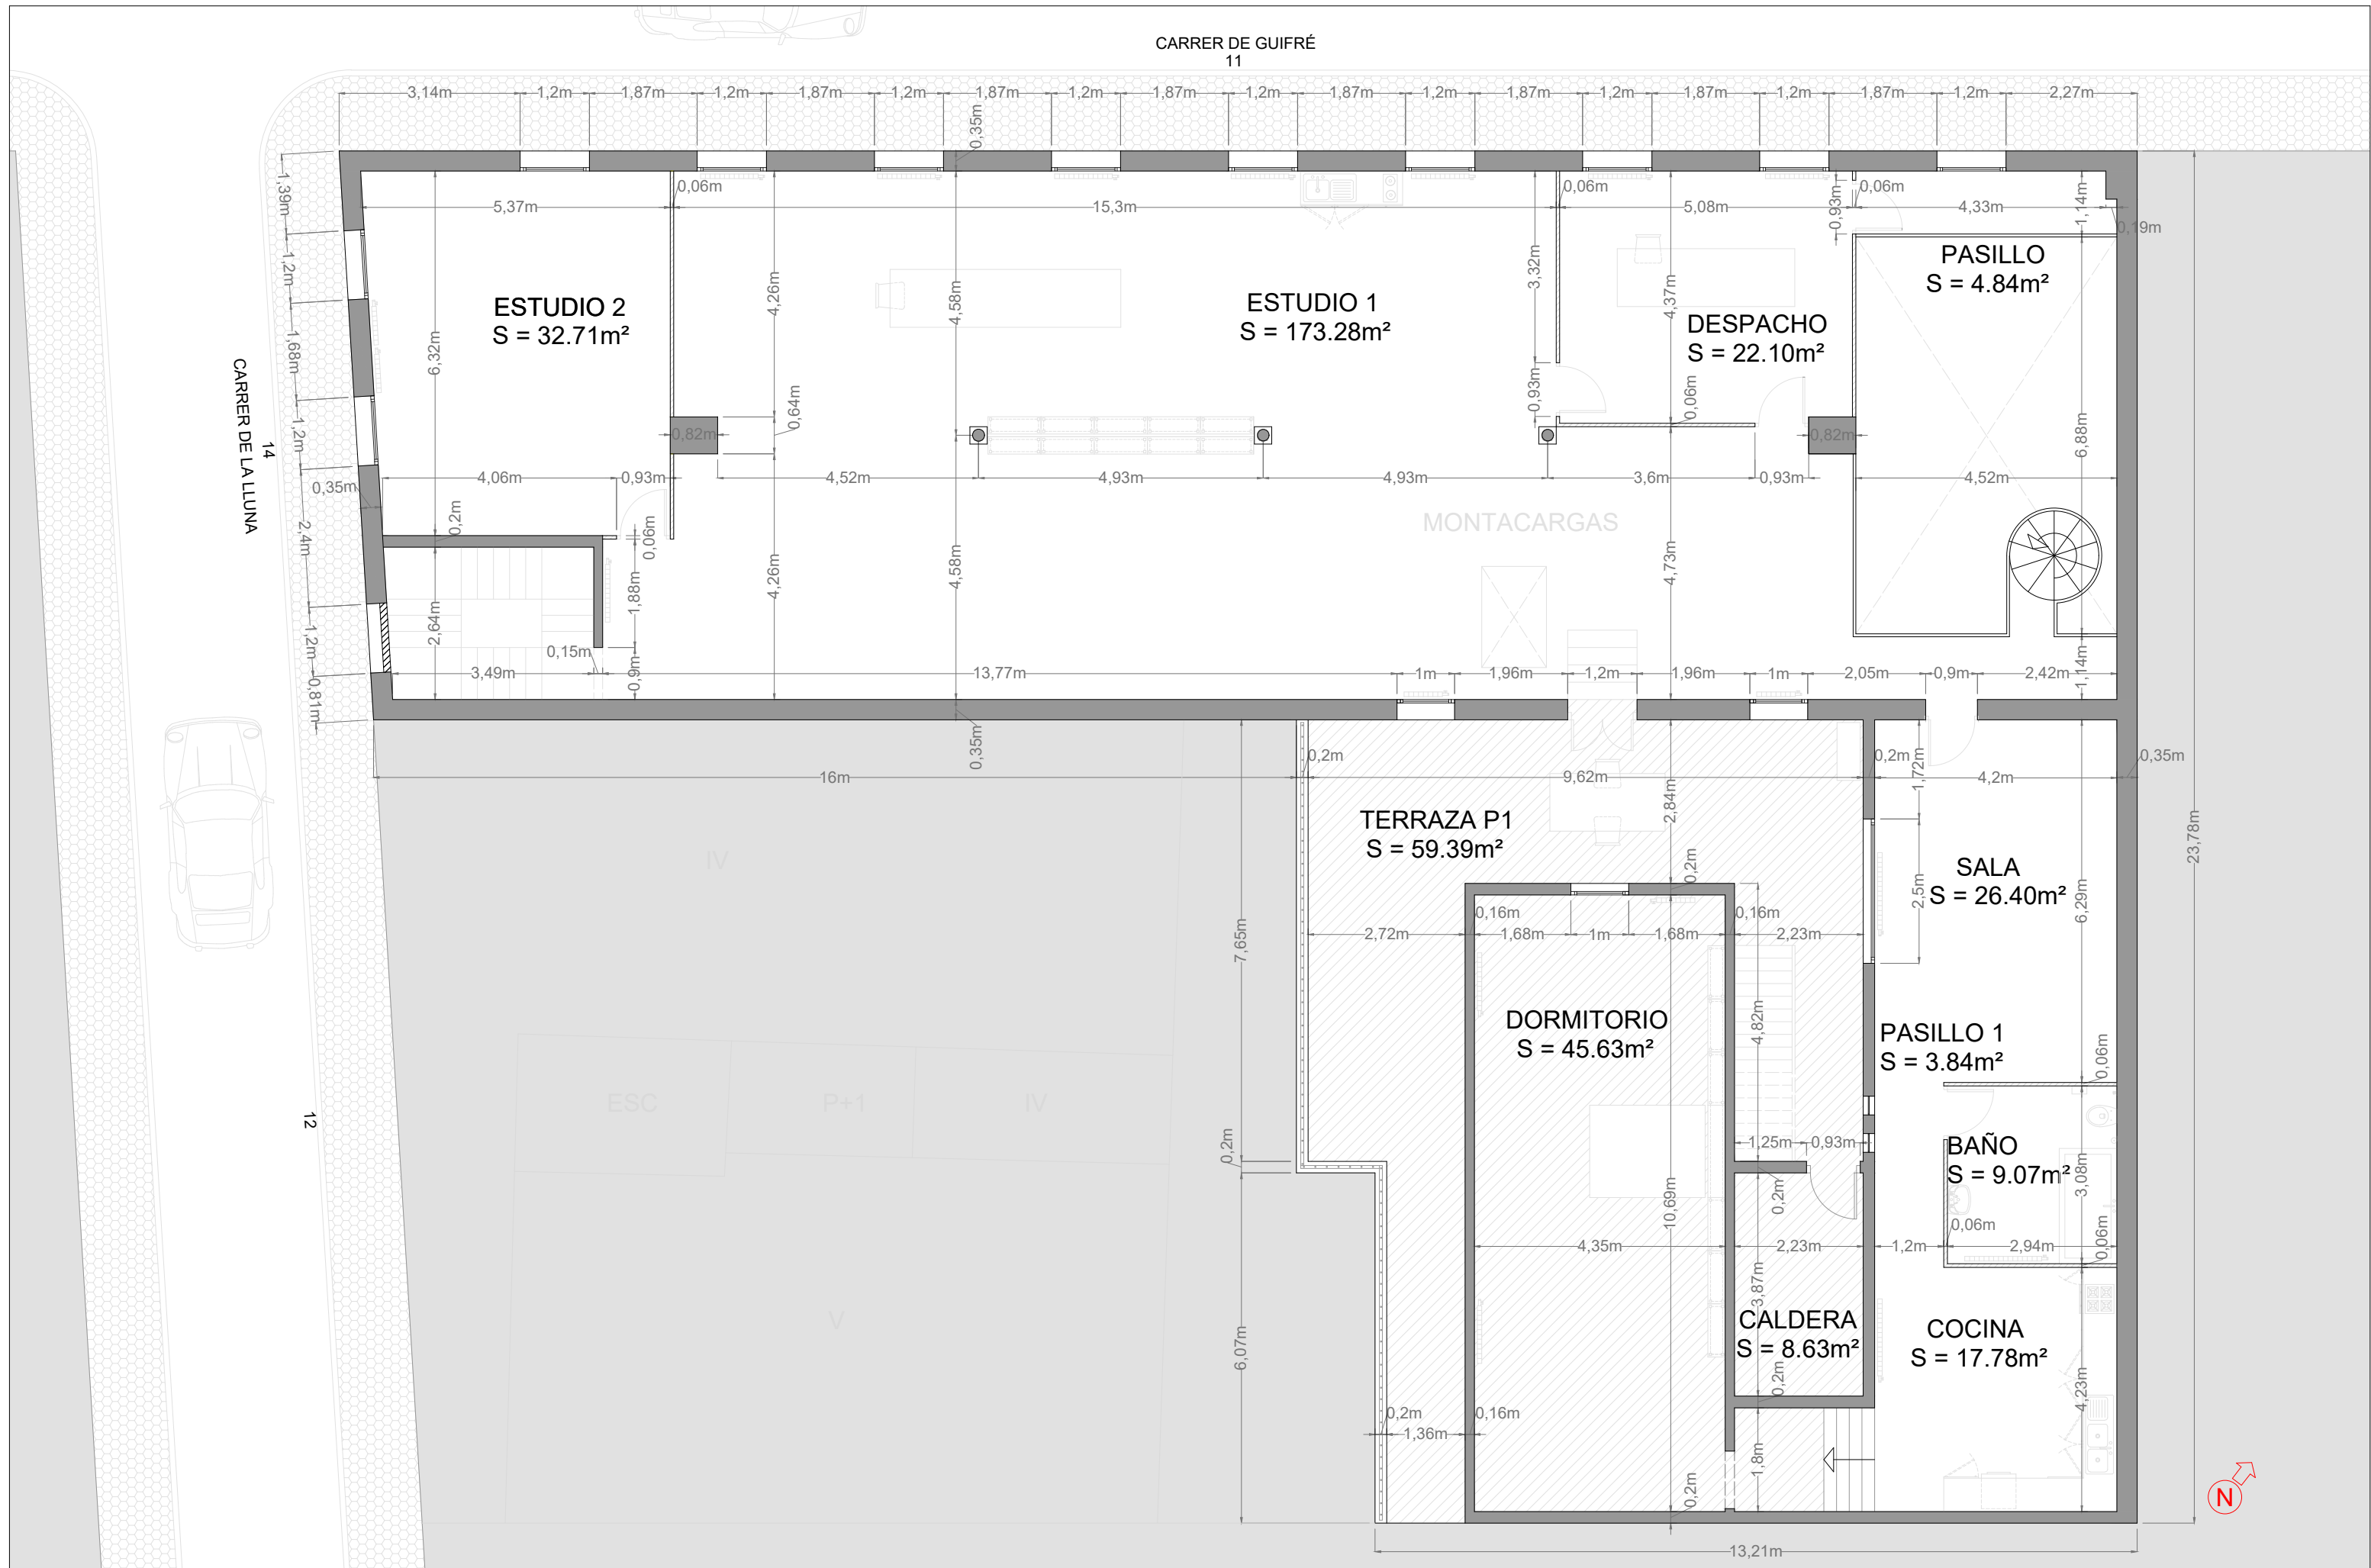 CARRER DE GUIFRÉ
11
3,14m 1,2m 1,87m 1,2m 1,87m 1,2m 1,87m 1,2m 1,87m 1,2m 1,87m 1,2m 1,87m 1,2m 1,87m 1,2m 1,87m 1,2m 2,27m
0,35m
1,39m
1,2m
1,68m
1,2m
2,4m
1,2m
0,81m
0,35m
CARRER DE LA LLUNA
14
12
5,37m 0,06m 15,3m 0,06m 5,08m 0,93m 0,06m 4,33m 1,14m 0,19m
ESTUDIO 2
S = 32.71m²
6,32m
4,26m
4,58m
ESTUDIO 1
S = 173.28m²
3,32m
0,93m
4,37m
DESPACHO
S = 22.10m²
0,06m
PASILLO
S = 4.84m²
6,88m
0,64m
0,82m
0,82m
4,06m 0,93m 4,52m 4,93m 4,93m 3,6m 0,93m 4,52m
0,2m
0,06m
MONTACARGAS
2,64m
1,88m
4,26m
4,58m
4,73m
0,15m
0,9m
3,49m 13,77m 1m 1,96m 1,2m 1,96m 1m 2,05m 0,9m 2,42m
1,14m
0,35m
16m 0,2m 9,62m 0,2m 1,72m 4,2m 0,35m
23,78m
2,84m
TERRAZA P1
S = 59.39m²
0,2m
2,5m
SALA
S = 26.40m²
6,29m
IV
7,65m
2,72m 0,16m 1,68m 1m 1,68m 0,16m 2,23m
DORMITORIO
S = 45.63m²
4,82m
PASILLO 1
S = 3.84m²
0,06m
ESC
P+1
IV
0,2m
1,25m 0,93m
BAÑO
S = 9.07m²
3,08m
0,2m
10,69m
4,35m 2,23m 1,2m 0,06m 2,94m 0,06m
3,87m
V
CALDERA
S = 8.63m²
COCINA
S = 17.78m²
6,07m
0,2m
4,23m
0,2m
1,36m 0,16m
1,8m
0,2m
N
13,21m